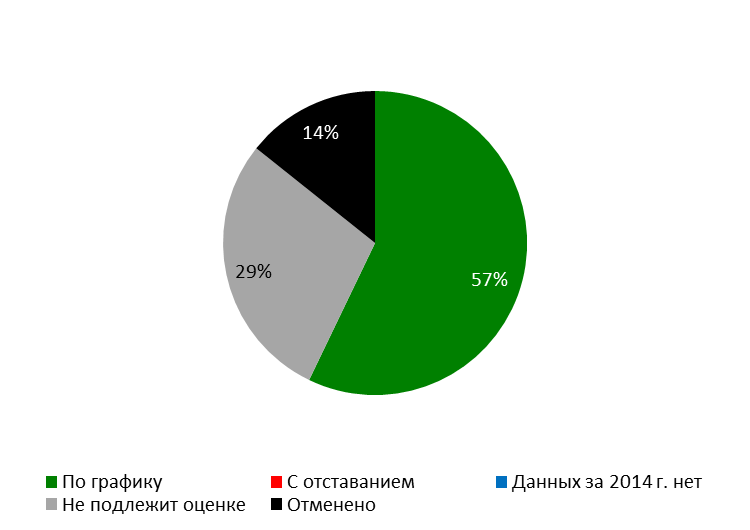 14%
29%
57%
По графику
С отставанием
Данных за 2014 г. нет
Не подлежит оценке
Отменено